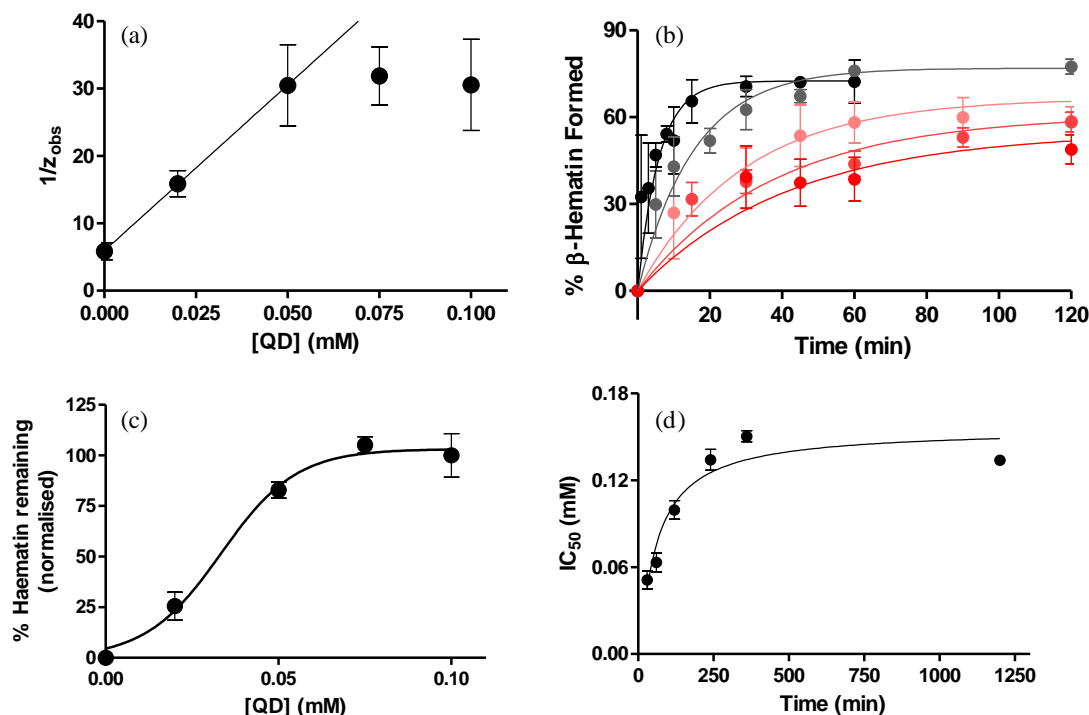 (a)
1/z_obs
40
30
20
10
0
0.000 0.025 0.050 0.075 0.100
[QD] (mM)
(b)
% β-Hematin Formed
90
60
30
0
20 40 60 80 100 120
Time (min)
(c)
% Haematin remaining
(normalised)
125
100
75
50
25
0
0.00 0.05 0.10
[QD] (mM)
(d)
IC₅₀ (mM)
0.18
0.12
0.06
0.00
0 250 500 750 1000 1250
Time (min)